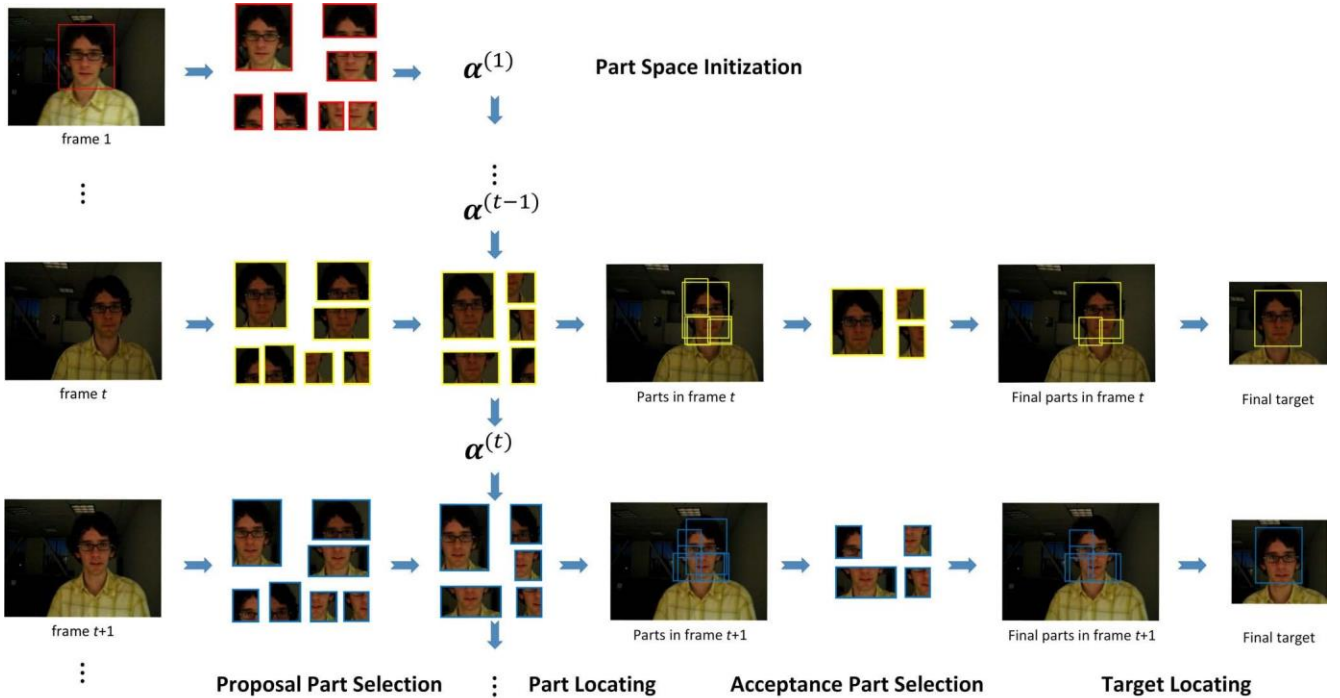 α^(1)
Part Space Initization
frame 1
⋮
⋮
α^(t−1)
frame t
Parts in frame t
Final parts in frame t
Final target
α^(t)
frame t+1
Parts in frame t+1
Final parts in frame t+1
Final target
⋮
⋮
Proposal Part Selection
Part Locating
Acceptance Part Selection
Target Locating